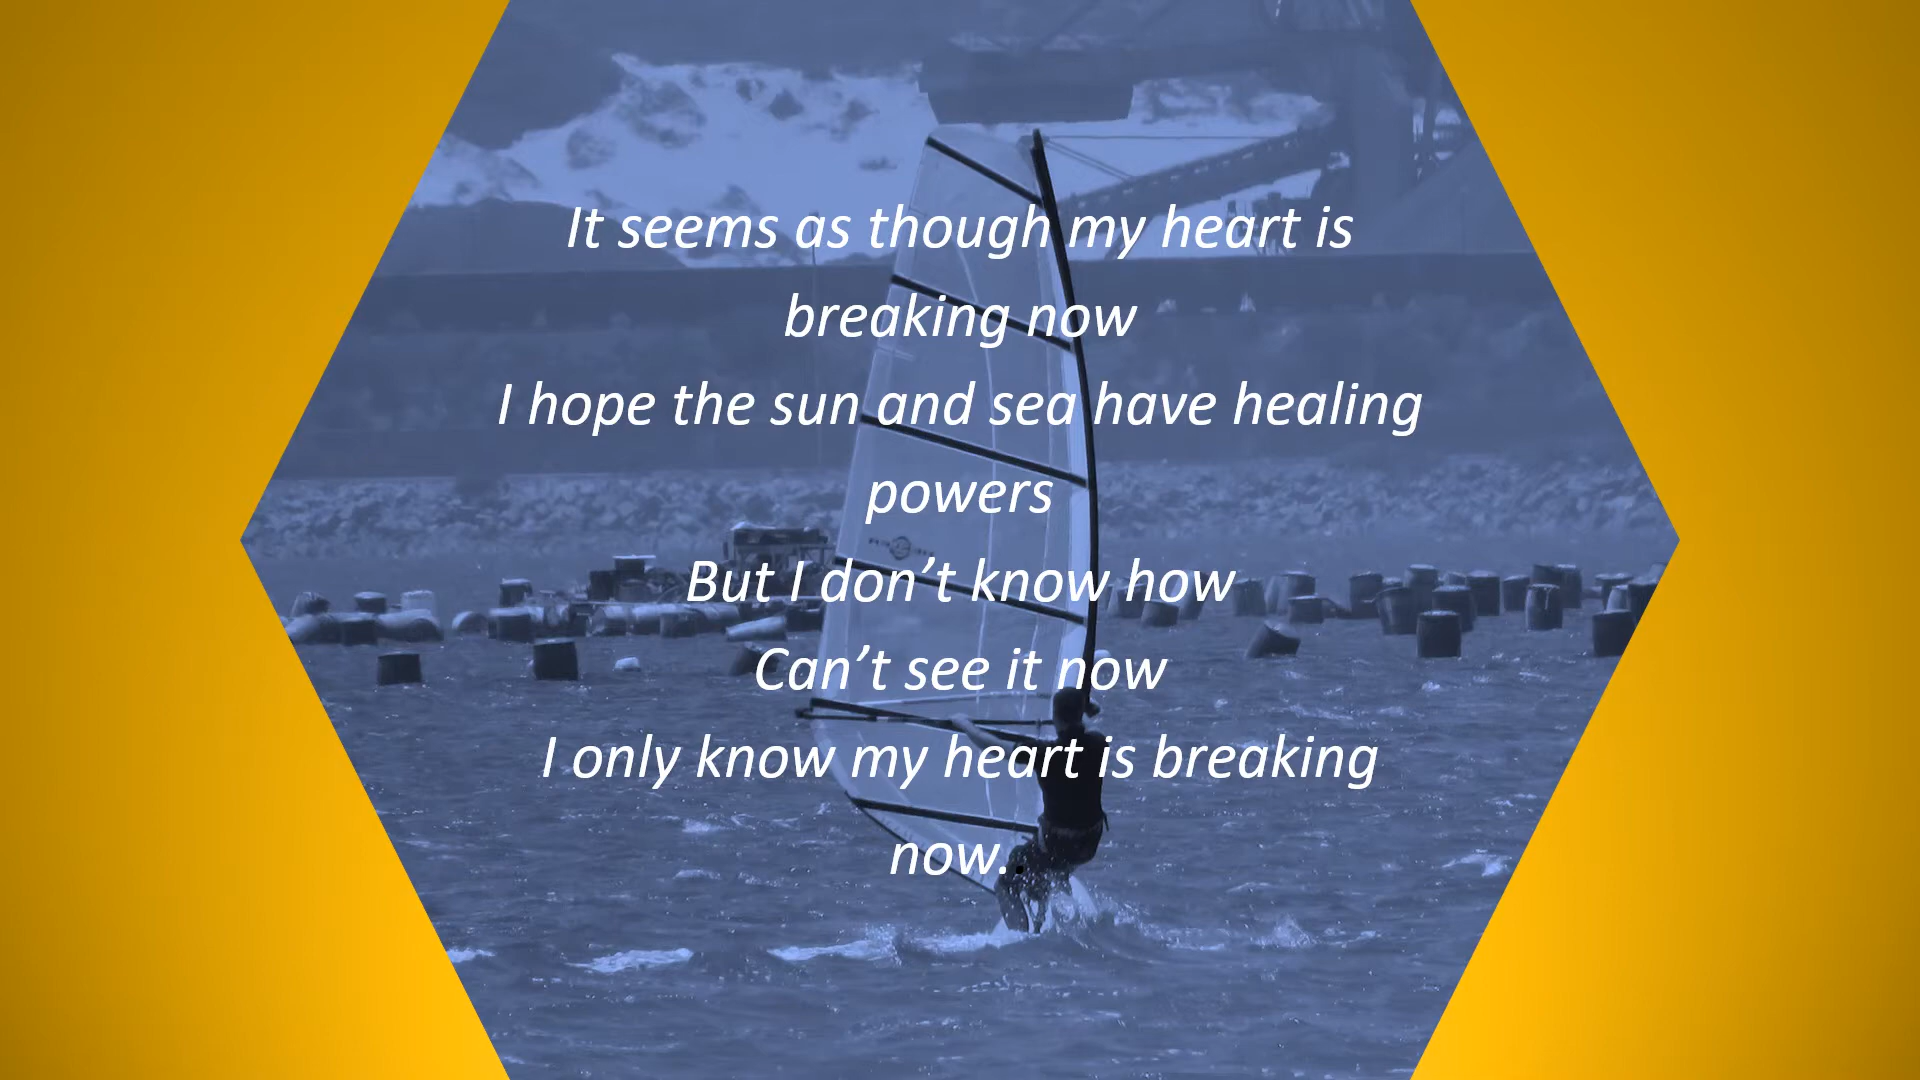 It seems as though my heart is
breaking now
I hope the sun and sea have healing
powers
But I don’t know how
Can’t see it now
I only know my heart is breaking
now..